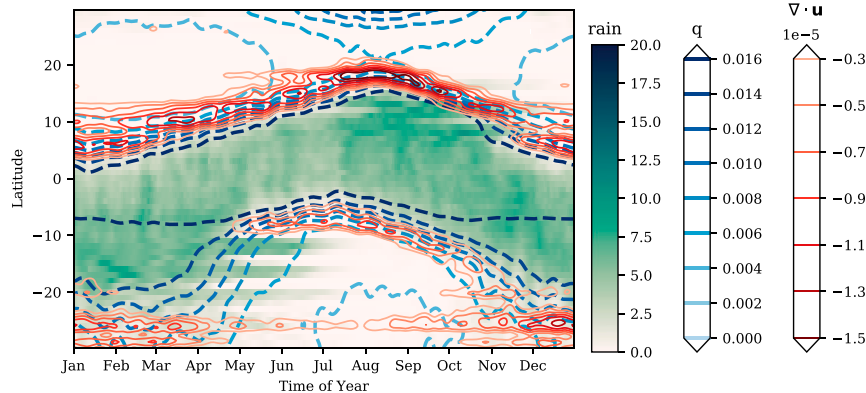 rain
q
∇ · u
1e−5
20
10
0
−10
−20
Latitude
Jan
Feb
Mar
Apr
May
Jun
Jul
Aug
Sep
Oct
Nov
Dec
Time of Year
20.0
17.5
15.0
12.5
10.0
7.5
5.0
2.5
0.0
0.016
0.014
0.012
0.010
0.008
0.006
0.004
0.002
0.000
−0.3
−0.5
−0.7
−0.9
−1.1
−1.3
−1.5